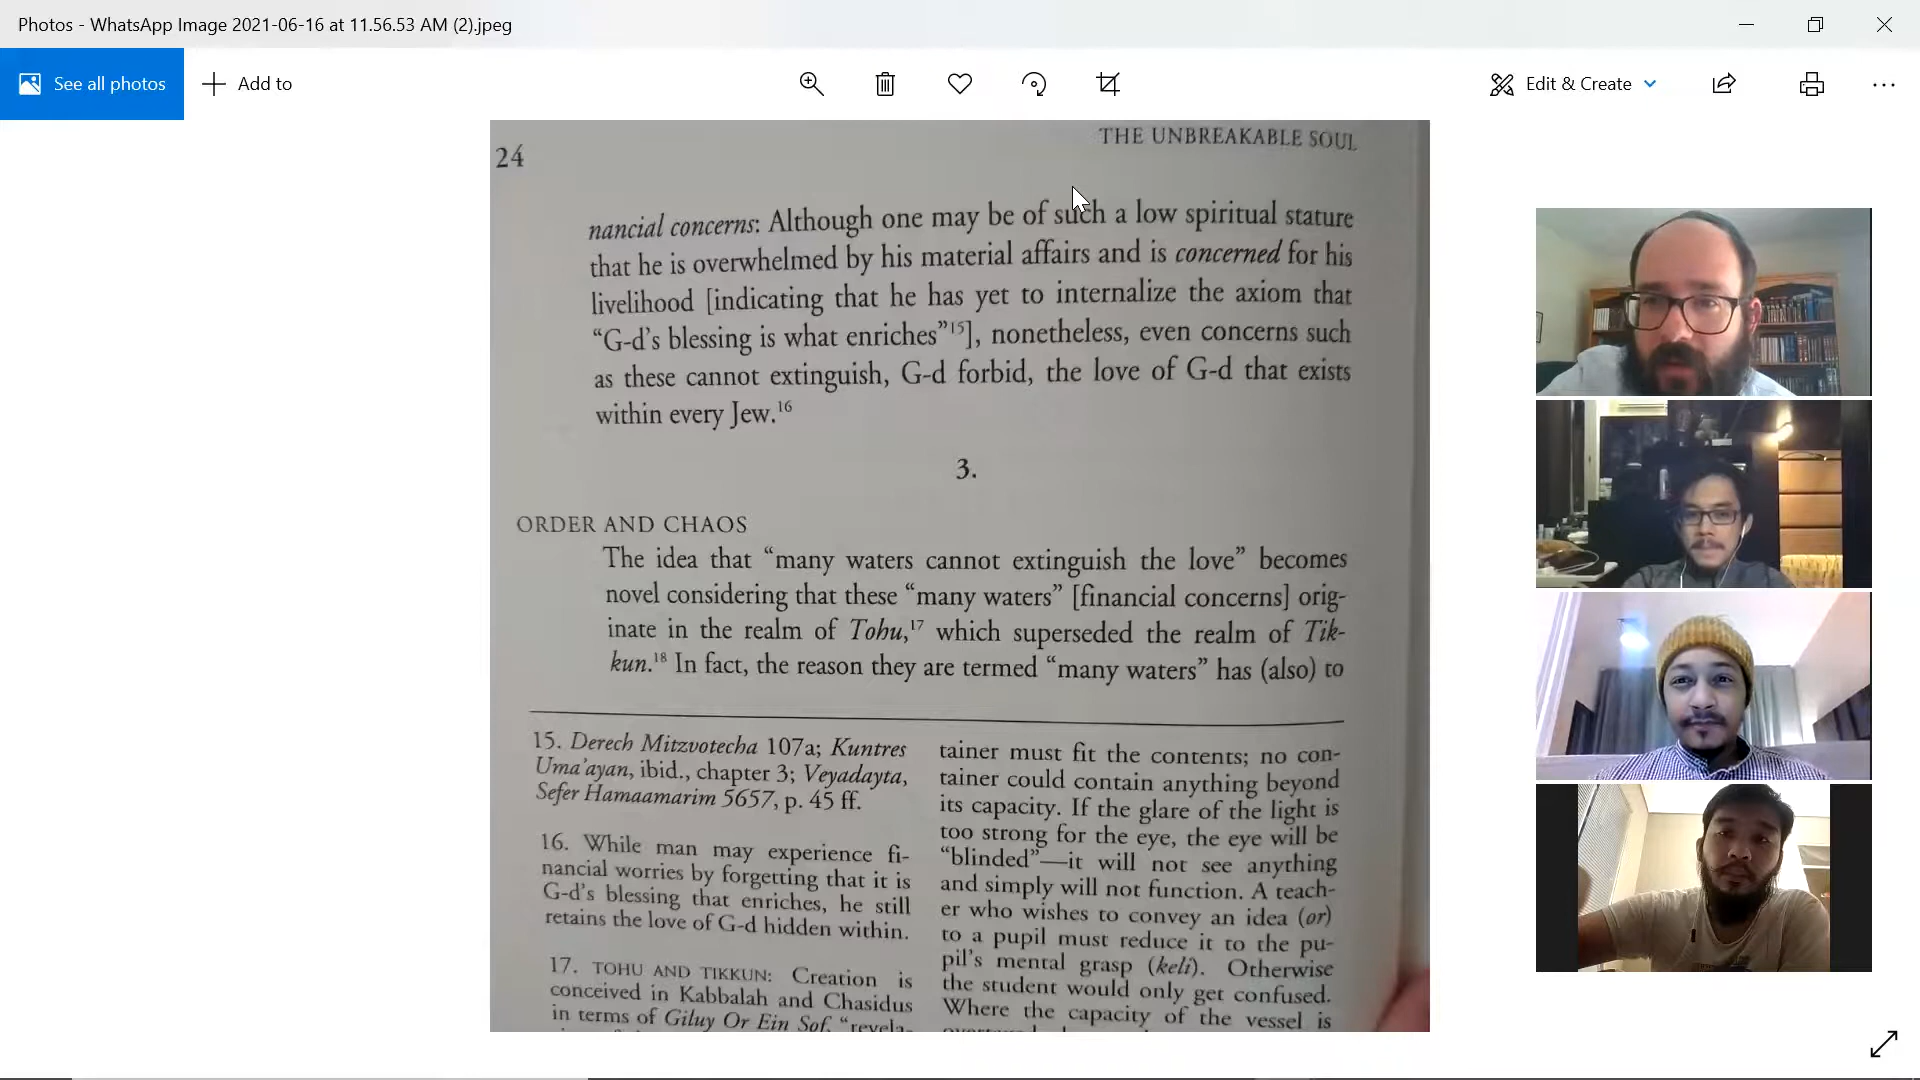 Photos - WhatsApp Image 2021-06-16 at 11.56.53 AM (2).jpeg
See all photos
Add to
Edit & Create
24
THE UNBREAKABLE SOUL
nancial concerns: Although one may be of such a low spiritual stature
that he is overwhelmed by his material affairs and is concerned for his
livelihood [indicating that he has yet to internalize the axiom that
“G-d’s blessing is what enriches”15], nonetheless, even concerns such
as these cannot extinguish, G-d forbid, the love of G-d that exists
within every Jew.16
3.
ORDER AND CHAOS
The idea that “many waters cannot extinguish the love” becomes
novel considering that these “many waters” [financial concerns] orig-
inate in the realm of Tohu,17 which superseded the realm of Tik-
kun.18 In fact, the reason they are termed “many waters” has (also) to
15. Derech Mitzvotecha 107a; Kuntres
Uma’ayan, ibid., chapter 3; Veyadayta,
Sefer Hamaamarim 5657, p. 45 ff.
16. While man may experience fi-
nancial worries by forgetting that it is
G-d’s blessing that enriches, he still
retains the love of G-d hidden within.
17. TOHU AND TIKKUN: Creation is
conceived in Kabbalah and Chasidus
in terms of Giluy Or Ein Sof, “revela-
tainer must fit the contents; no con-
tainer could contain anything beyond
its capacity. If the glare of the light is
too strong for the eye, the eye will be
“blinded”—it will not see anything
and simply will not function. A teach-
er who wishes to convey an idea (or)
to a pupil must reduce it to the pu-
pil’s mental grasp (keli). Otherwise
the student would only get confused.
Where the capacity of the vessel is